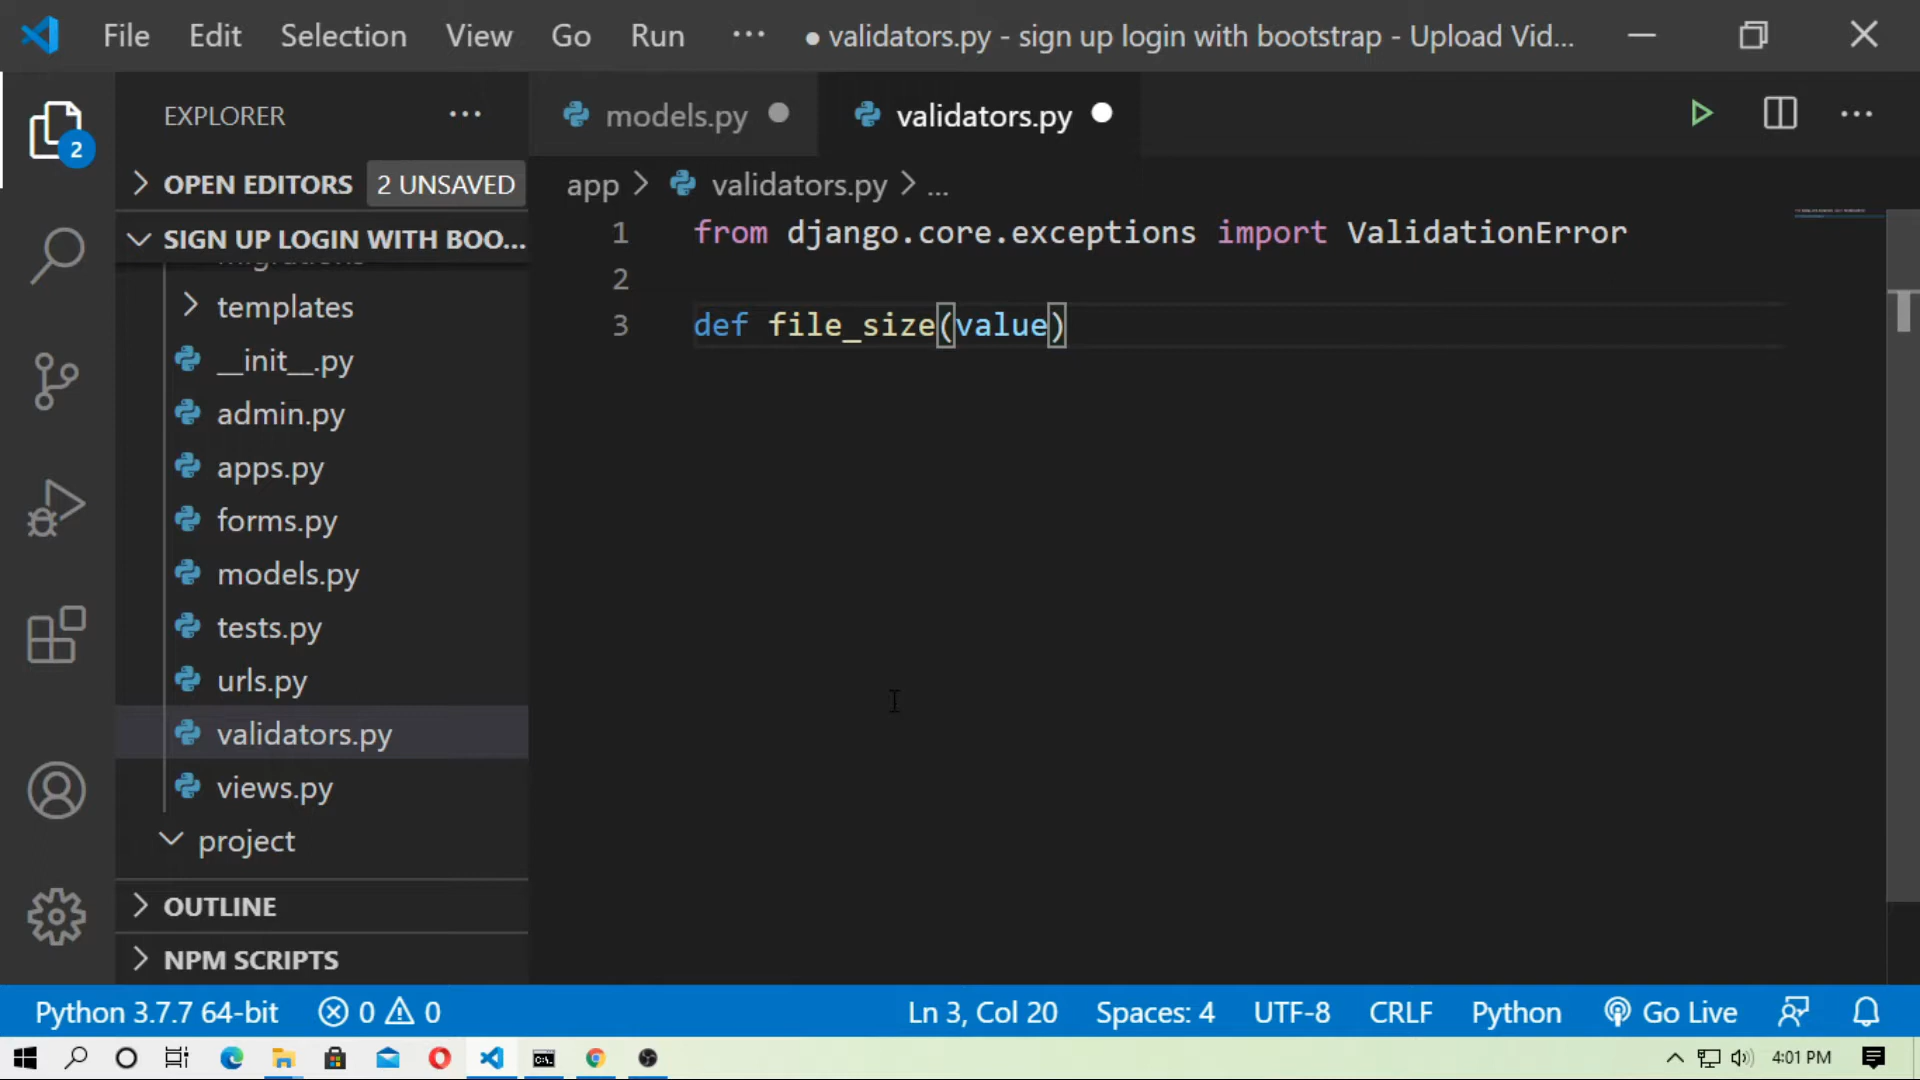 File Edit Selection View Go Run ··· ● validators.py - sign up login with bootstrap - Upload Vid...
EXPLORER ···
models.py validators.py
2
OPEN EDITORS 2 UNSAVED
app > validators.py > ...
SIGN UP LOGIN WITH BOO...
1 from django.core.exceptions import ValidationError
migrations
2
templates
3 def file_size(value)
__init__.py
admin.py
apps.py
forms.py
models.py
tests.py
urls.py
validators.py
views.py
project
OUTLINE
NPM SCRIPTS
Python 3.7.7 64-bit 0 0 Ln 3, Col 20 Spaces: 4 UTF-8 CRLF Python Go Live
4:01 PM